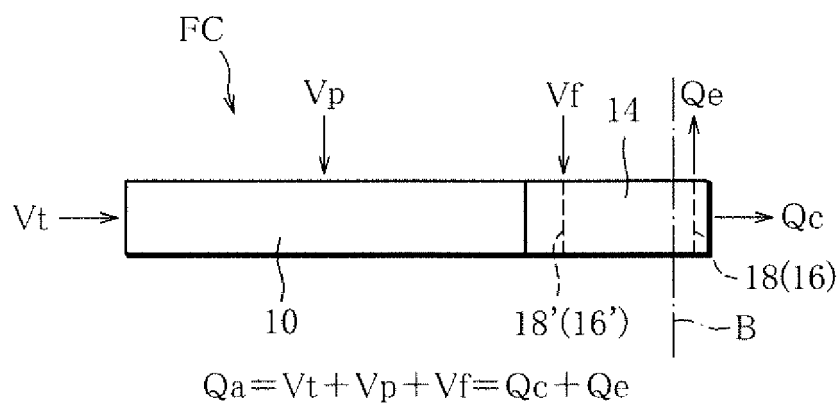 FC
Vp
Vf
14
Qe
Vt
Qc
10
18'(16')
18(16)
B
Qa=Vt+Vp+Vf=Qc+Qe